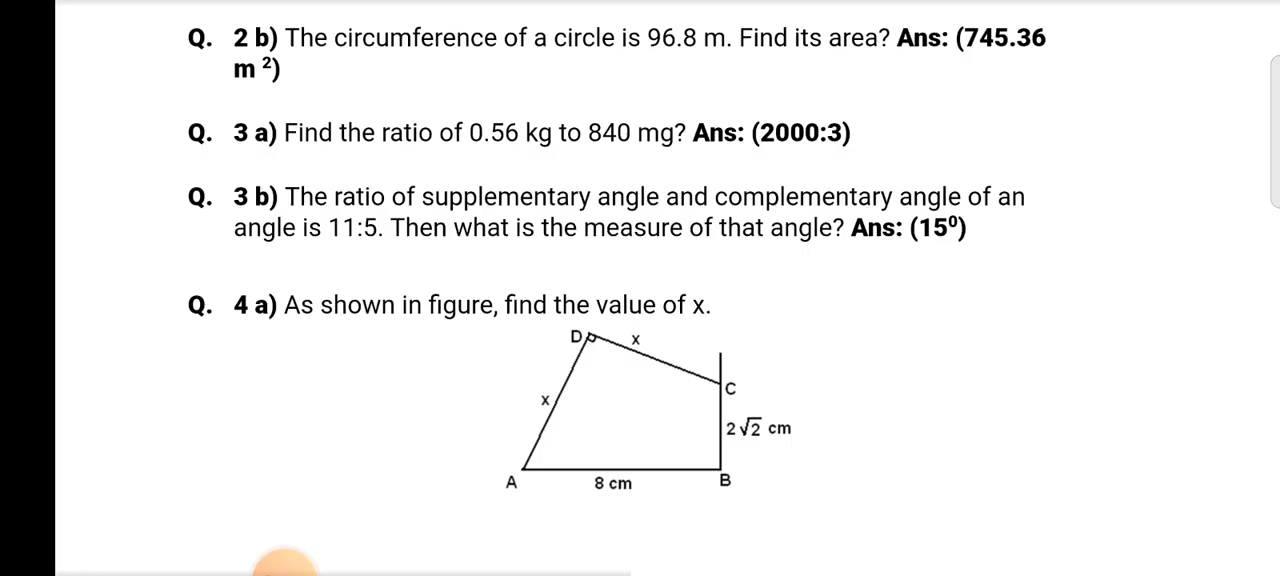 Q. 2 b) The circumference of a circle is 96.8 m. Find its area? Ans: (745.36
m ²)
Q. 3 a) Find the ratio of 0.56 kg to 840 mg? Ans: (2000:3)
Q. 3 b) The ratio of supplementary angle and complementary angle of an
angle is 11:5. Then what is the measure of that angle? Ans: (15⁰)
Q. 4 a) As shown in figure, find the value of x.
D x
x
C
2√2 cm
A 8 cm B